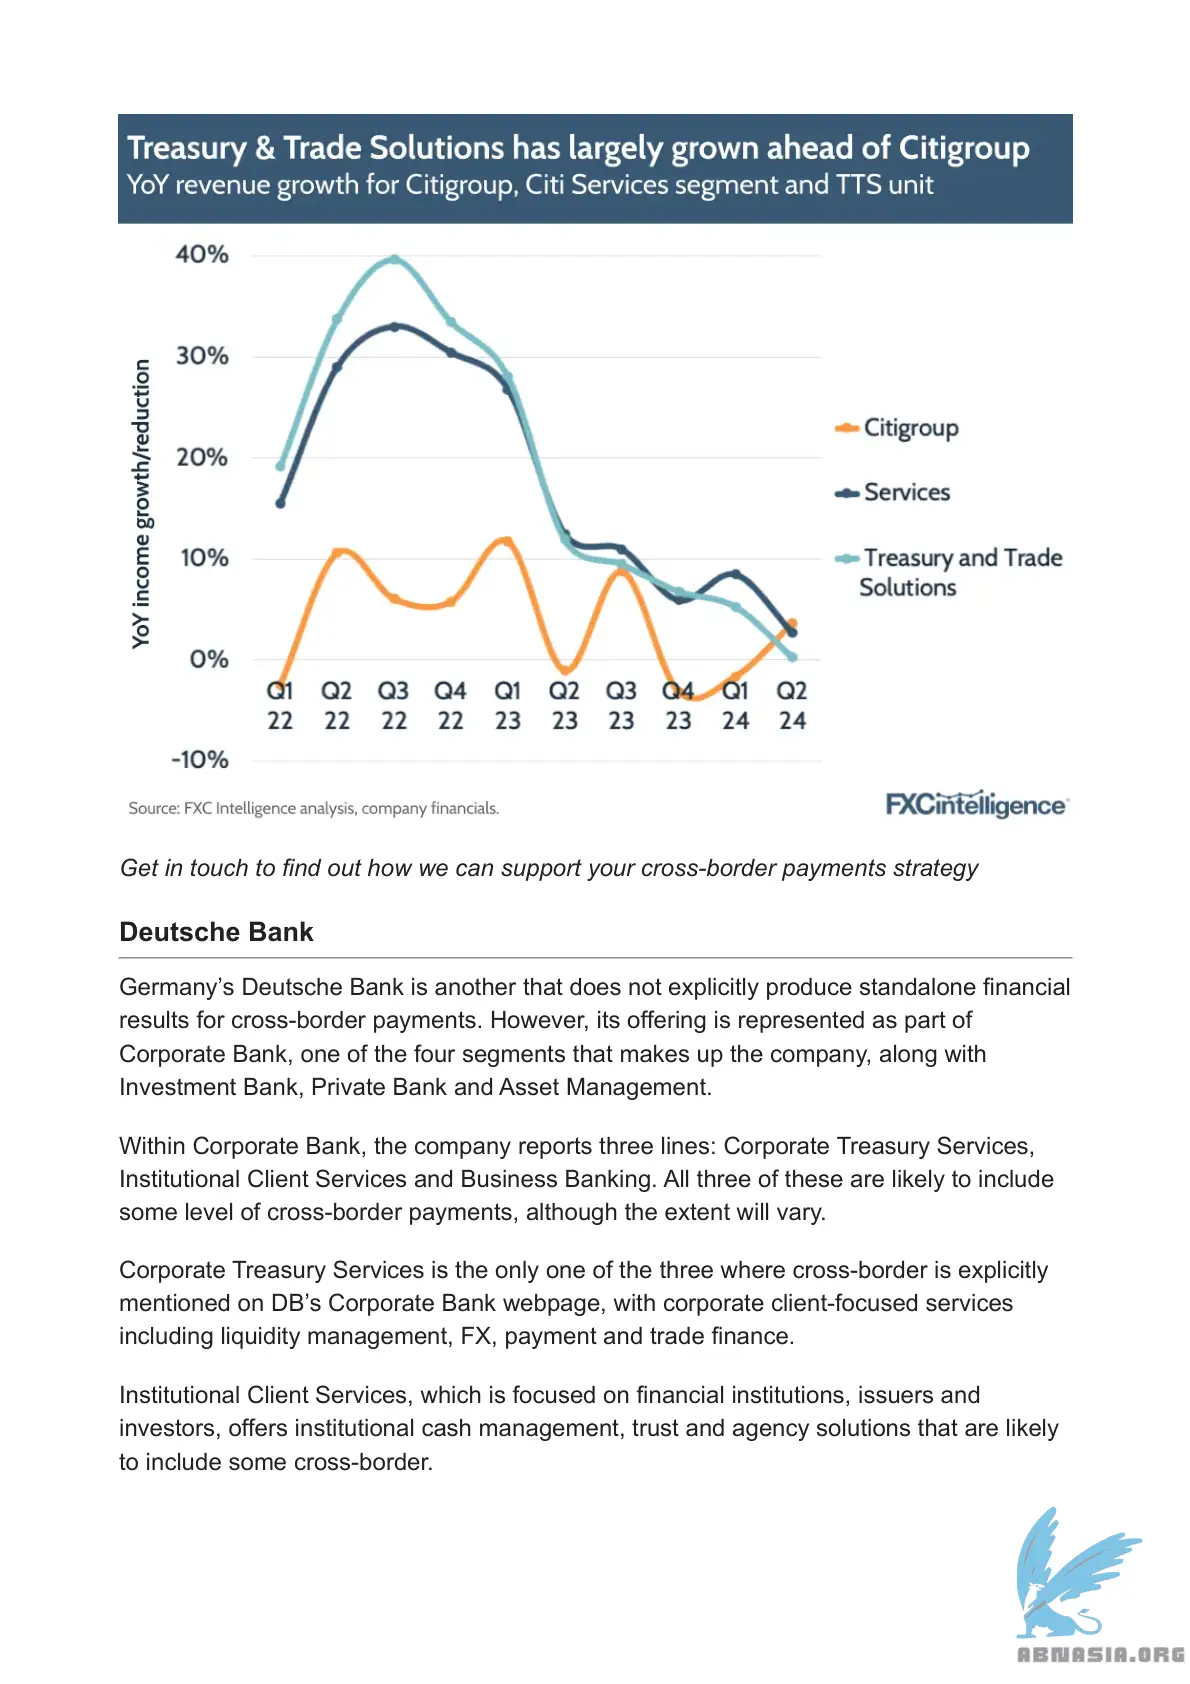 Treasury & Trade Solutions has largely grown ahead of Citigroup
YoY revenue growth for Citigroup, Citi Services segment and TTS unit
YoY income growth/reduction
40%
30%
20%
10%
0%
-10%
Q1 Q2 Q3 Q4 Q1 Q2 Q3 Q4 Q1 Q2
22 22 22 22 23 23 23 23 24 24
Citigroup
Services
Treasury and Trade
Solutions
Source: FXC Intelligence analysis, company financials.
FXCintelligence™
Get in touch to find out how we can support your cross-border payments strategy
Deutsche Bank
Germany’s Deutsche Bank is another that does not explicitly produce standalone financial
results for cross-border payments. However, its offering is represented as part of
Corporate Bank, one of the four segments that makes up the company, along with
Investment Bank, Private Bank and Asset Management.
Within Corporate Bank, the company reports three lines: Corporate Treasury Services,
Institutional Client Services and Business Banking. All three of these are likely to include
some level of cross-border payments, although the extent will vary.
Corporate Treasury Services is the only one of the three where cross-border is explicitly
mentioned on DB’s Corporate Bank webpage, with corporate client-focused services
including liquidity management, FX, payment and trade finance.
Institutional Client Services, which is focused on financial institutions, issuers and
investors, offers institutional cash management, trust and agency solutions that are likely
to include some cross-border.
ABNASIA.ORG